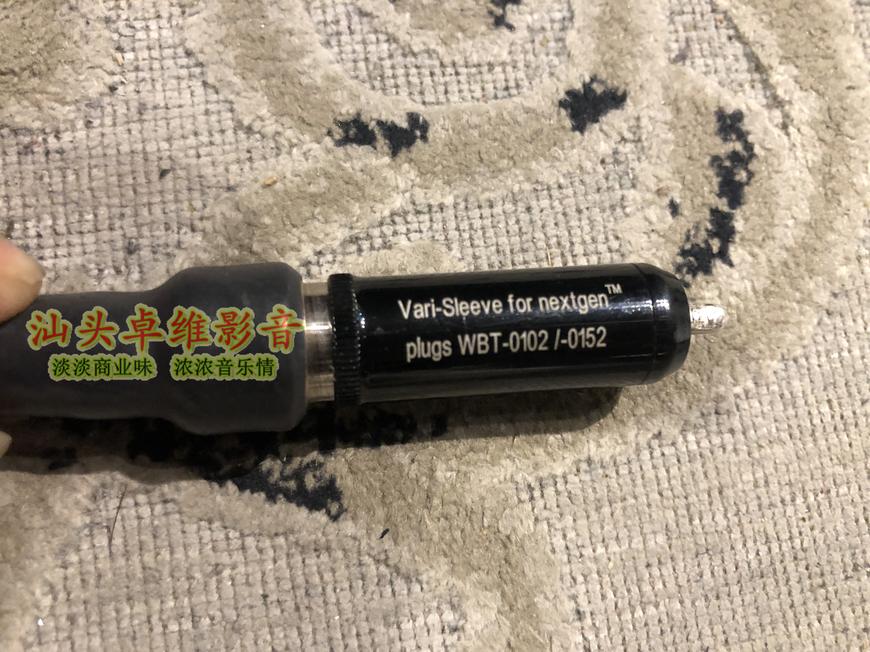 汕头卓维影音
淡淡商业味 浓浓音乐情
Vari-Sleeve for nextgen™
plugs WBT-0102 /-0152